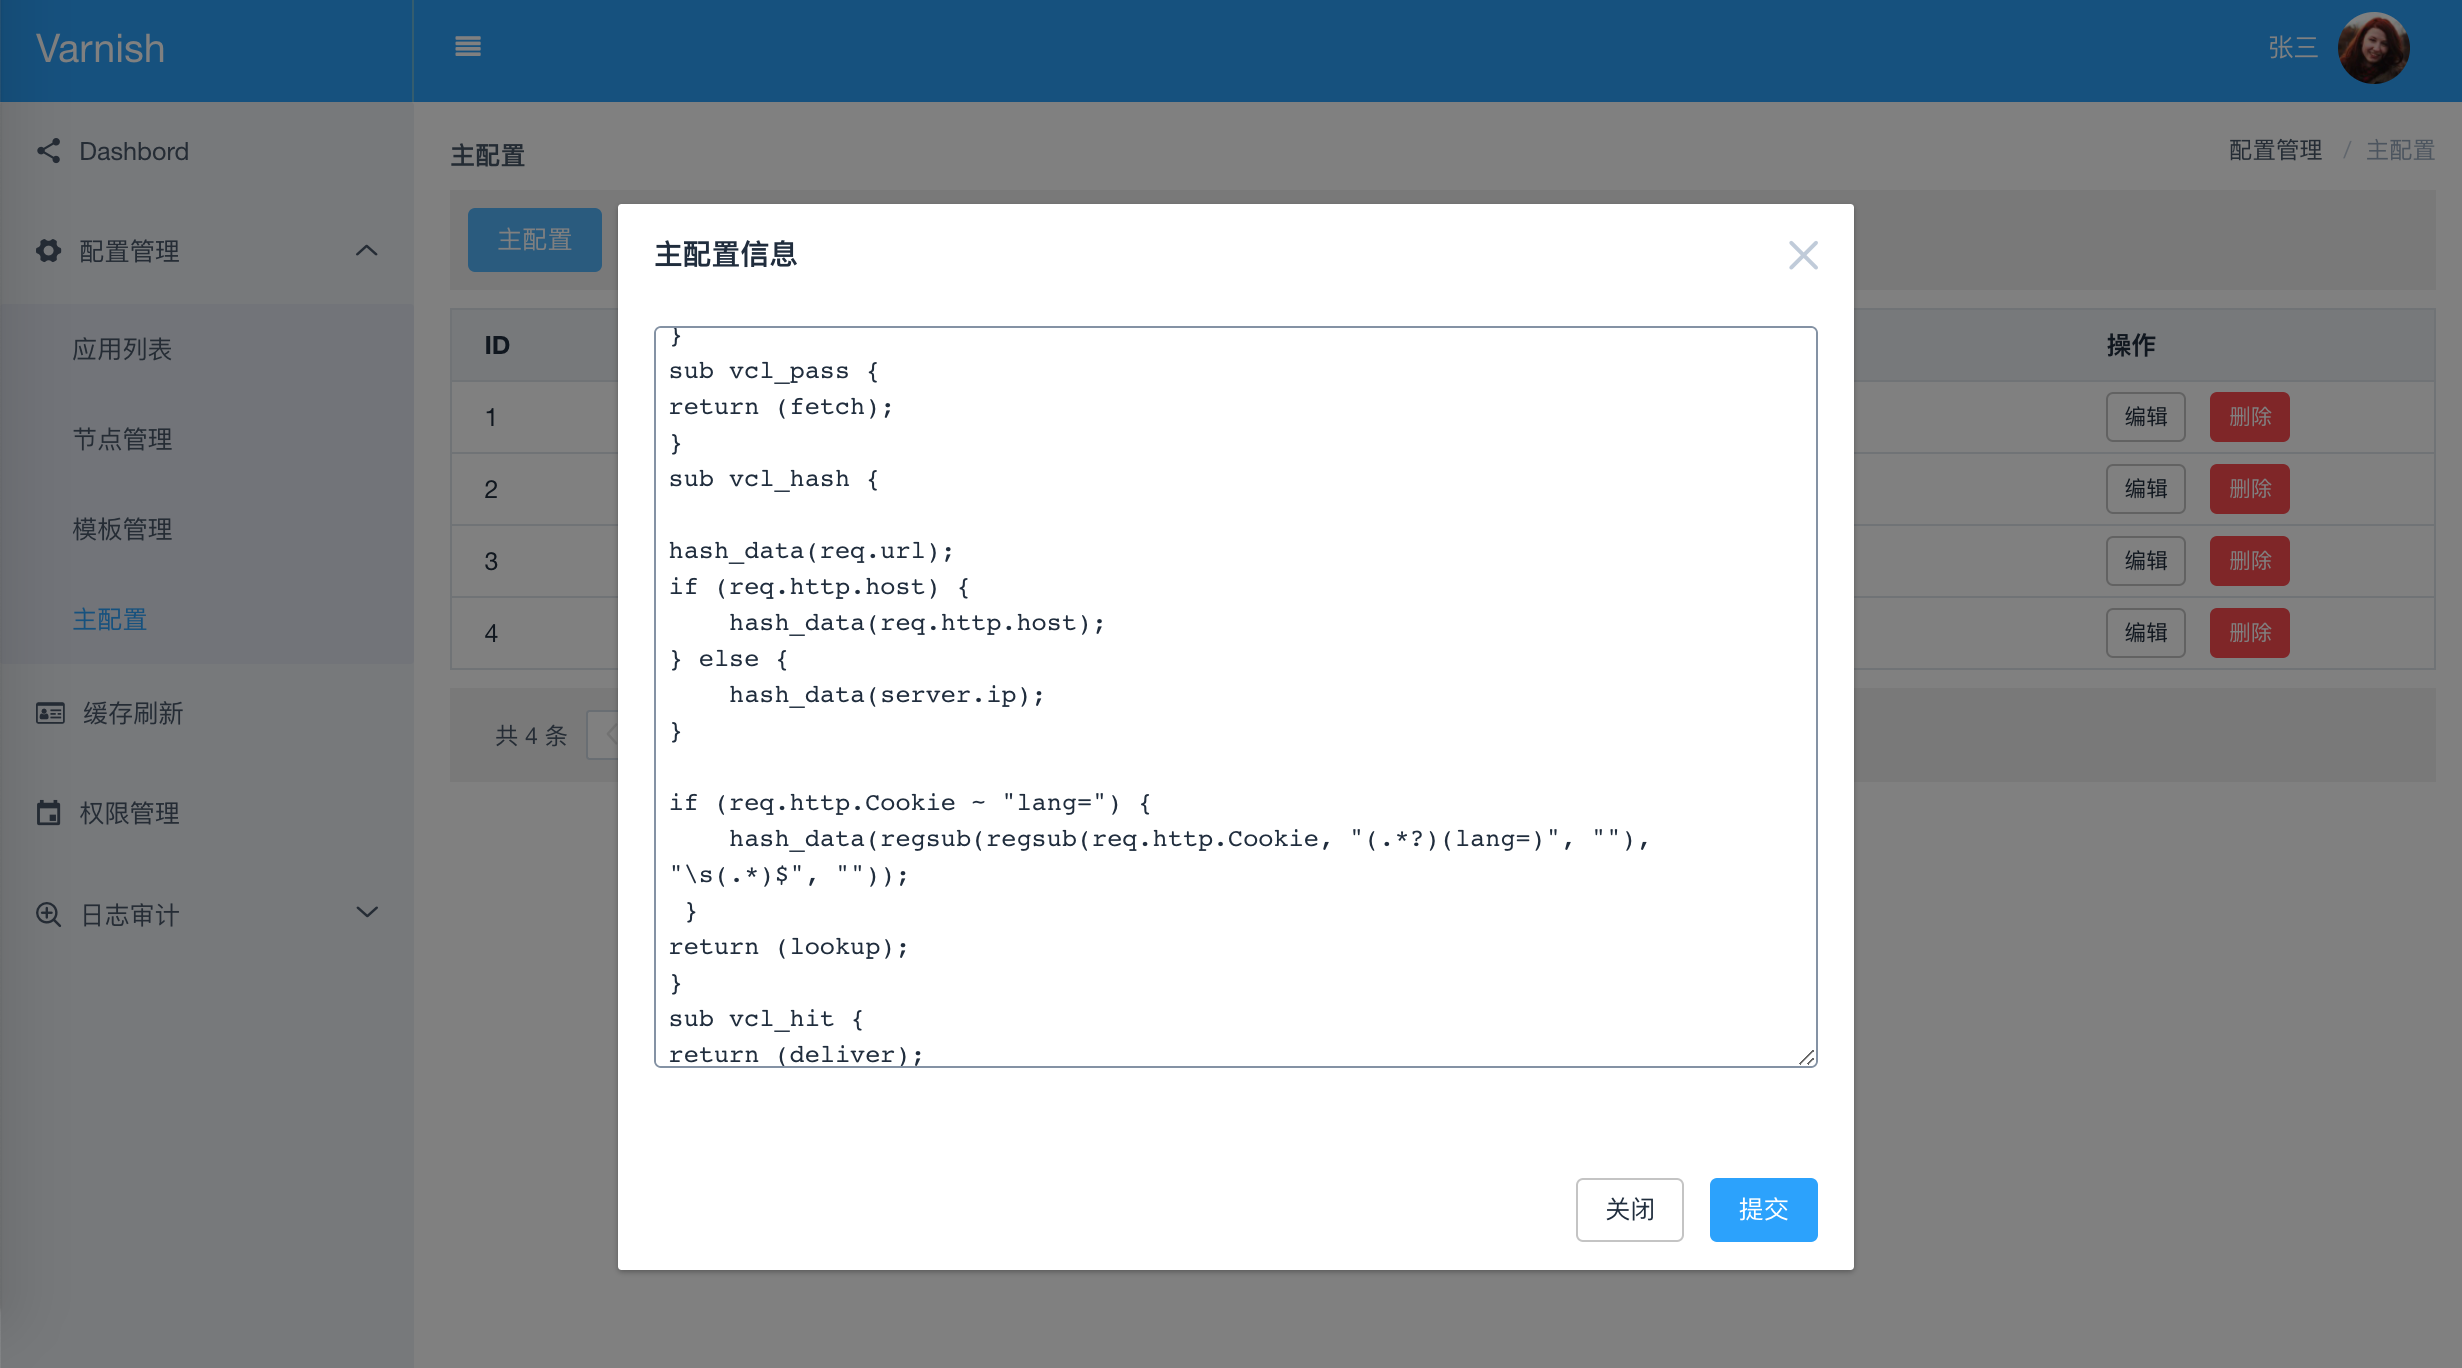 Varnish
张三
Dashbord
配置管理
应用列表
节点管理
模板管理
主配置
缓存刷新
权限管理
日志审计
主配置
配置管理 / 主配置
主配置
ID
操作
1
编辑 删除
2
编辑 删除
3
编辑 删除
4
编辑 删除
共 4 条
主配置信息
}
sub vcl_pass {
return (fetch);
}
sub vcl_hash {
hash_data(req.url);
if (req.http.host) {
    hash_data(req.http.host);
} else {
    hash_data(server.ip);
}
if (req.http.Cookie ~ "lang=") {
    hash_data(regsub(regsub(req.http.Cookie, "(.*?)(lang=)", ""),
"\s(.*)$", ""));
 }
return (lookup);
}
sub vcl_hit {
return (deliver);
关闭
提交